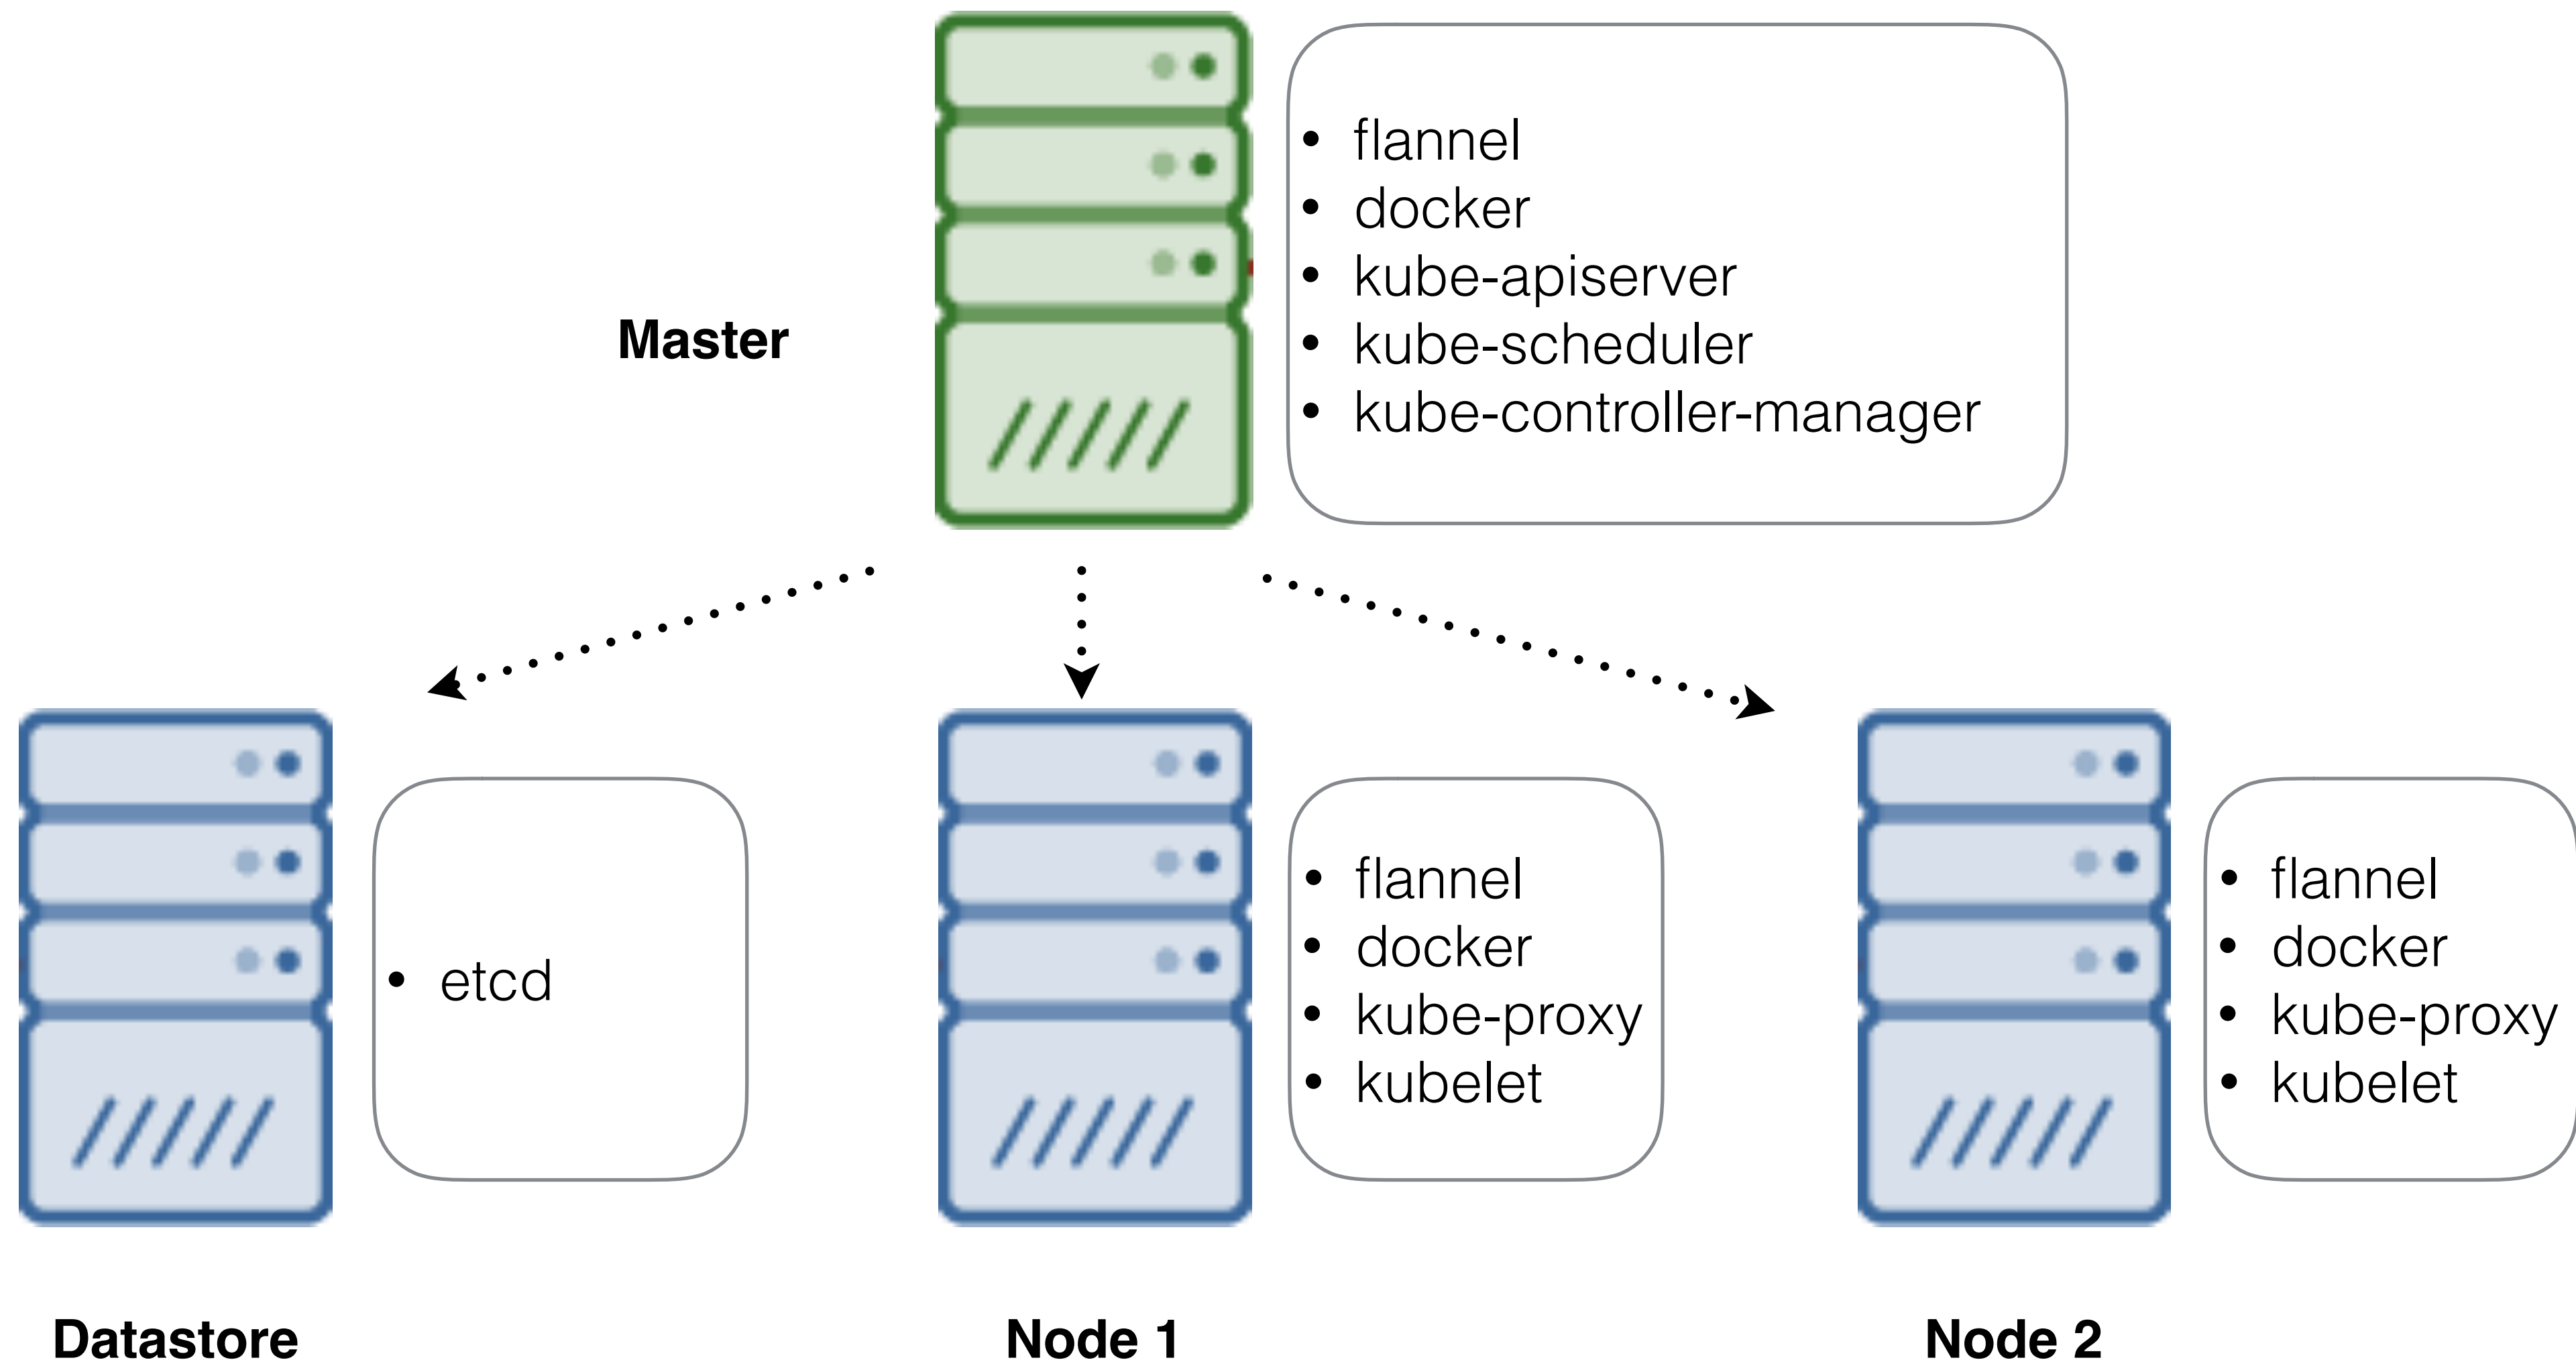 Master
• flannel
• docker
• kube-apiserver
• kube-scheduler
• kube-controller-manager
• etcd
• flannel
• docker
• kube-proxy
• kubelet
• flannel
• docker
• kube-proxy
• kubelet
Datastore
Node 1
Node 2